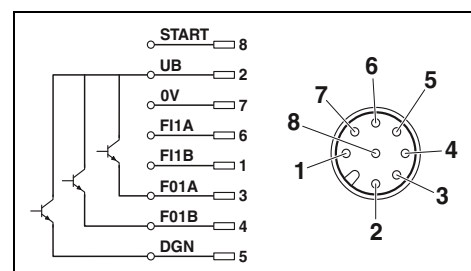 START 8
UB 2
0V 7
FI1A 6
FI1B 1
F01A 3
F01B 4
DGN 5
6
7 5
8
1 4
3
2